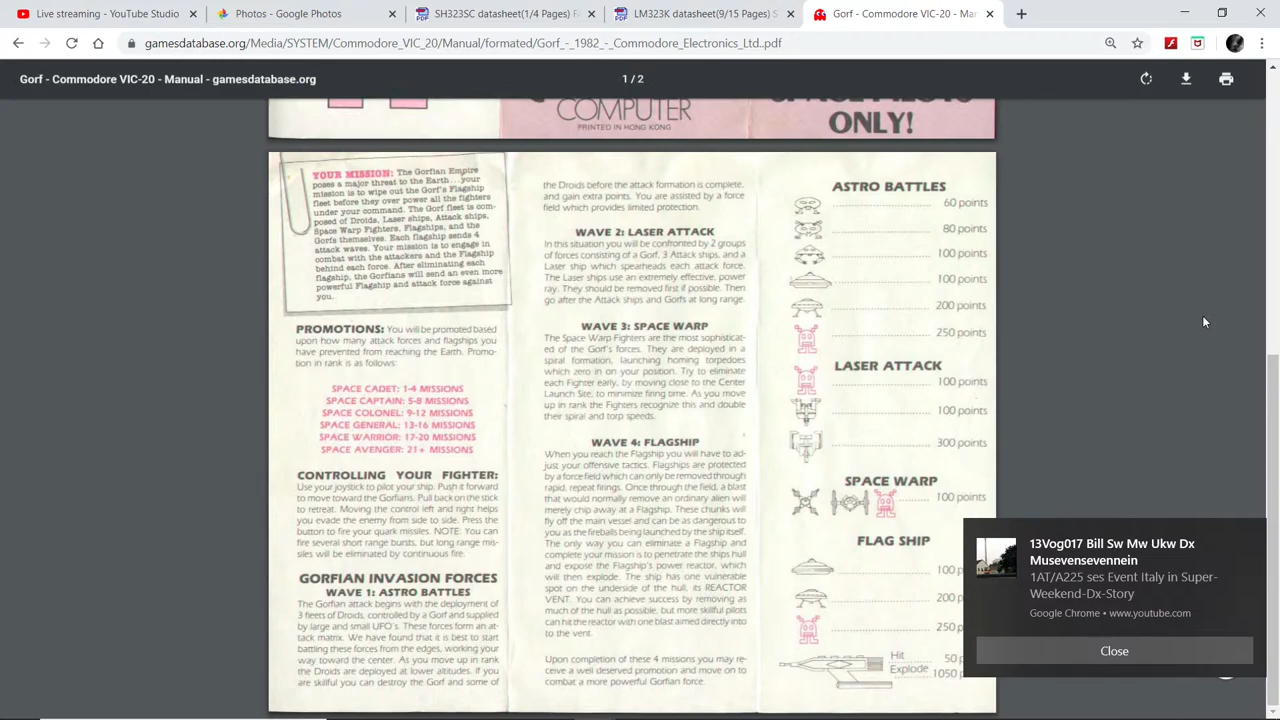 Live streaming - YouTube Studio
Photos - Google Photos
SH323SC datasheet(1/4 Pages)
LM323K datasheet(9/15 Pages) S
Gorf - Commodore VIC-20 - Man
gamesdatabase.org/Media/SYSTEM/Commodore_VIC_20/Manual/formated/Gorf_-_1982_-_Commodore_Electronics_Ltd..pdf
Gorf - Commodore VIC-20 - Manual - gamesdatabase.org
1 / 2
COMPUTER
PRINTED IN HONG KONG
SPACE PILOTS
ONLY!
YOUR MISSION: The Gorfian Empire
poses a major threat to the Earth...your
mission is to wipe out the Gorf's Flagship
fleet before they over power all the fighters
under your command. The Gorf fleet is com-
posed of Droids, Laser ships, Attack ships,
Space Warp Fighters, Flagships, and the
Gorfs themselves. Each flagship sends 4
attack waves. Your mission is to engage in
combat with the attackers and the Flagship
behind each force. After eliminating each
flagship, the Gorfians will send an even more
powerful Flagship and attack force against
you.
PROMOTIONS: You will be promoted based
upon how many attack forces and flagships you
have prevented from reaching the Earth. Promo-
tion in rank is as follows:
SPACE CADET: 1-4 MISSIONS
SPACE CAPTAIN: 5-8 MISSIONS
SPACE COLONEL: 9-12 MISSIONS
SPACE GENERAL: 13-16 MISSIONS
SPACE WARRIOR: 17-20 MISSIONS
SPACE AVENGER: 21+ MISSIONS
CONTROLLING YOUR FIGHTER:
Use your joystick to pilot your ship. Push it forward
to move toward the Gorfians. Pull back on the stick
to retreat. Moving the control left and right helps
you evade the enemy from side to side. Press the
button to fire your quark missiles. NOTE: You can
fire several short range bursts, but long range mis-
siles will be eliminated by continuous fire.
GORFIAN INVASION FORCES
WAVE 1: ASTRO BATTLES
The Gorfian attack begins with the deployment of
3 fleets of Droids, controlled by a Gorf and supplied
by large and small UFO's. These forces form an at-
tack matrix. We have found that it is best to start
battling these forces from the edges, working your
way toward the center. As you move up in rank
the Droids are deployed at lower altitudes. If you
are skillful you can destroy the Gorf and some of
the Droids before the attack formation is complete,
and gain extra points. You are assisted by a force
field which provides limited protection.
WAVE 2: LASER ATTACK
In this situation you will be confronted by 2 groups
of forces consisting of a Gorf, 3 Attack ships, and a
Laser ship which spearheads each attack force.
The Laser ships use an extremely effective, power
ray. They should be removed first if possible. Then
go after the Attack ships and Gorfs at long range.
WAVE 3: SPACE WARP
The Space Warp Fighters are the most sophisticat-
ed of the Gorf's forces. They are deployed in a
spiral formation, launching homing torpedoes
which zero in on your position. Try to eliminate
each Fighter early, by moving close to the Center
Launch Site, to minimize firing time. As you move
up in rank the Fighters recognize this and double
their spiral and torp speeds.
WAVE 4: FLAGSHIP
When you reach the Flagship you will have to ad-
just your offensive tactics. Flagships are protected
by a force field which can only be removed through
rapid, repeat firings. Once through the field, a blast
that would normally remove an ordinary alien will
merely chip away at a Flagship. These chunks will
fly off the main vessel and can be as dangerous to
you as the fireballs being launched by the ship itself.
The only way you can eliminate a Flagship and
complete your mission is to penetrate the ships hull
and expose the Flagship's power reactor, which
will then explode. The ship has one vulnerable
spot on the underside of the hull, its REACTOR
VENT. You can achieve success by removing as
much of the hull as possible, but more skillful pilots
can hit the reactor with one blast aimed directly into
to the vent.
Upon completion of these 4 missions you may re-
ceive a well deserved promotion and move on to
combat a more powerful Gorfian force.
ASTRO BATTLES
60 points
80 points
100 points
100 points
200 points
250 points
LASER ATTACK
100 points
100 points
300 points
SPACE WARP
100 points
FLAG SHIP
100 p
200 p
250 p
Hit 50 p
Explode 1050
13Vog017 Bill Sw Mw Ukw Dx
Musevensevennein
1AT/A225 ses Event Italy in Super-
Weekend-Dx-Story
Google Chrome • www.youtube.com
Close